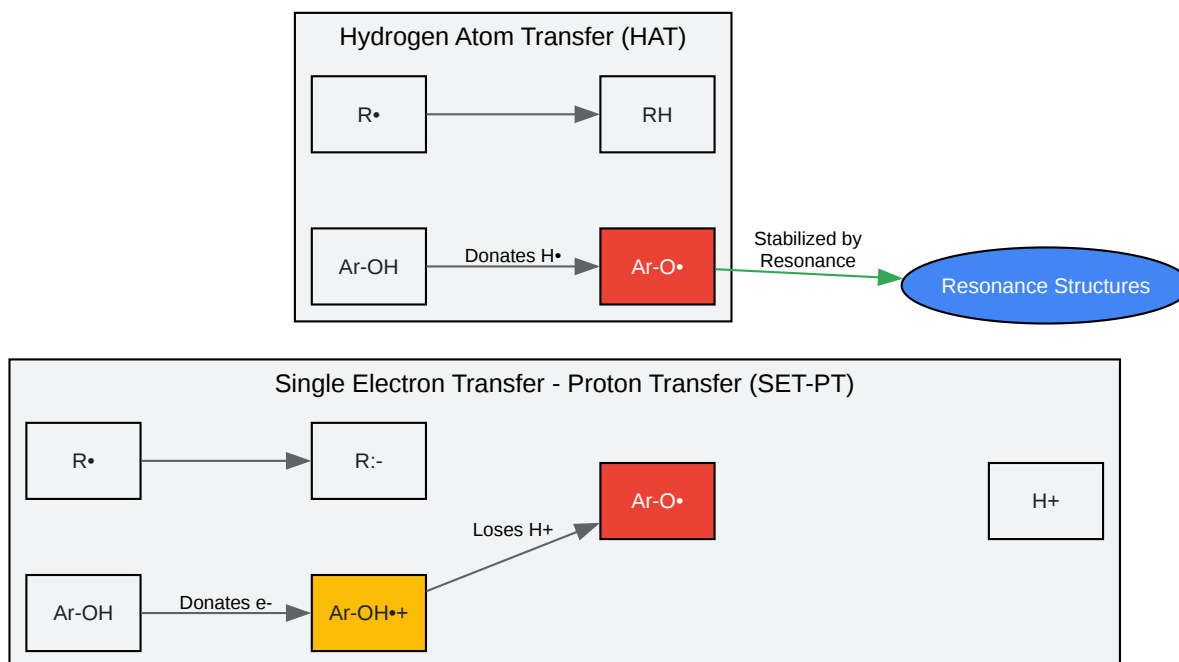 Hydrogen Atom Transfer (HAT)
R•
RH
Ar-OH
Donates H•
Ar-O•
Stabilized by
Resonance
Resonance Structures
Single Electron Transfer - Proton Transfer (SET-PT)
R•
R:-
Ar-O•
H+
Loses H+
Ar-OH
Donates e-
Ar-OH•+